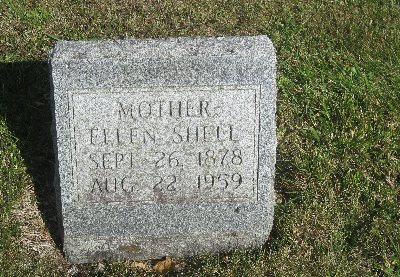 MOTHER
ELLEN SHELL
SEPT. 26, 1878
AUG. 22, 1959